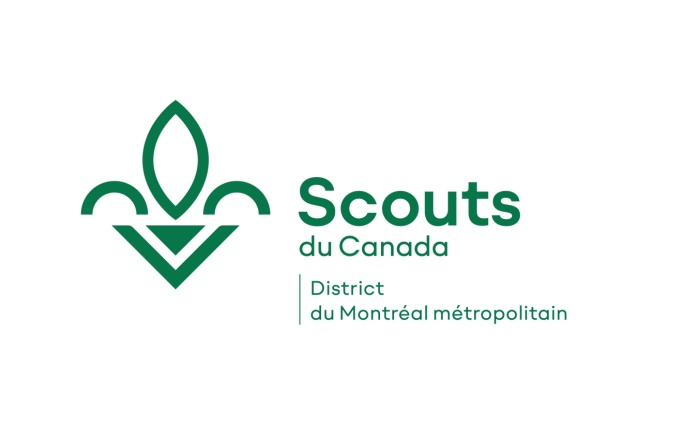 Scouts
du Canada
District
du Montréal métropolitain